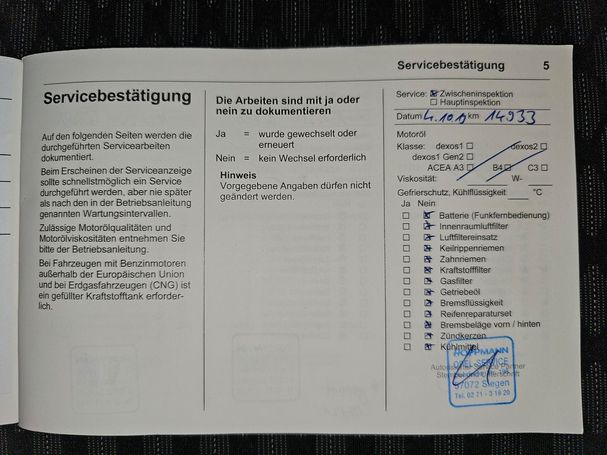 Servicebestätigung 5
Servicebestätigung
Auf den folgenden Seiten werden die
durchgeführten Servicearbeiten
dokumentiert.
Beim Erscheinen der Serviceanzeige
sollte schnellstmöglich ein Service
durchgeführt werden, aber nie später
als nach den in der Betriebsanleitung
genannten Wartungsintervallen.
Zulässige Motorölqualitäten und
Motorölviskositäten entnehmen Sie
bitte der Betriebsanleitung.
Bei Fahrzeugen mit Benzinmotoren
außerhalb der Europäischen Union
und bei Erdgasfahrzeugen (CNG) ist
ein gefüllter Kraftstofftank erforder-
lich.
Die Arbeiten sind mit ja oder
nein zu dokumentieren
Ja = wurde gewechselt oder
erneuert
Nein = kein Wechsel erforderlich
Hinweis
Vorgegebene Angaben dürfen nicht
geändert werden.
Service: Zwischeninspektion
Hauptinspektion
Datum 4.10.19 km 14933
Motoröl
Klasse: dexos1 dexos2
dexos1 Gen2
ACEA A3 B4 C3
Viskosität: W-
Gefrierschutz, Kühlflüssigkeit °C
Ja Nein
Batterie (Funkfernbedienung)
Innenraumluftfilter
Luftfiltereinsatz
Keilrippenriemen
Zahnriemen
Kraftstofffilter
Gasfilter
Getriebeöl
Bremsflüssigkeit
Reifenreparaturset
Bremsbeläge vorn / hinten
Zündkerzen
Kühlmittel
HOPPMANN
OPEL-SERVICE
Service Partner
57072 Siegen